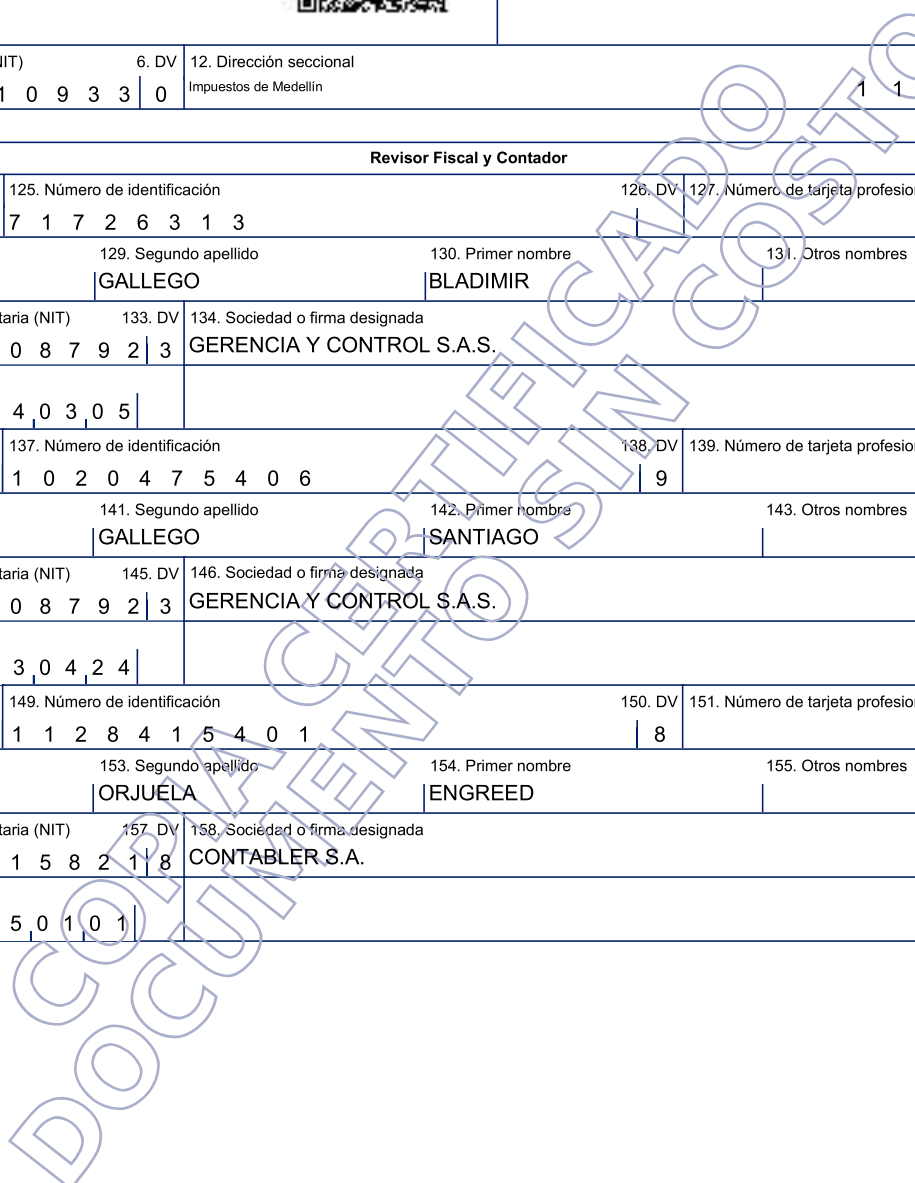 NIT) 6. DV 12. Dirección seccional
1 0 9 3 3 0 Impuestos de Medellín 1 1
Revisor Fiscal y Contador
125. Número de identificación 126. DV 127. Número de tarjeta profesio
7 1 7 2 6 3 1 3
129. Segundo apellido 130. Primer nombre 131. Otros nombres
GALLEGO BLADIMIR
taria (NIT) 133. DV 134. Sociedad o firma designada
0 8 7 9 2 3 GERENCIA Y CONTROL S.A.S.
4 0 3 0 5
137. Número de identificación 138. DV 139. Número de tarjeta profesio
1 0 2 0 4 7 5 4 0 6 9
141. Segundo apellido 142. Primer nombre 143. Otros nombres
GALLEGO SANTIAGO
taria (NIT) 145. DV 146. Sociedad o firma designada
0 8 7 9 2 3 GERENCIA Y CONTROL S.A.S.
3 0 4 2 4
149. Número de identificación 150. DV 151. Número de tarjeta profesio
1 1 2 8 4 1 5 4 0 1 8
153. Segundo apellido 154. Primer nombre 155. Otros nombres
ORJUELA ENGREED
taria (NIT) 157. DV 158. Sociedad o firma designada
1 5 8 2 1 8 CONTABLER S.A.
5 0 1 0 1
COPIA CERTIFICADO
DOCUMENTO SIN COSTO